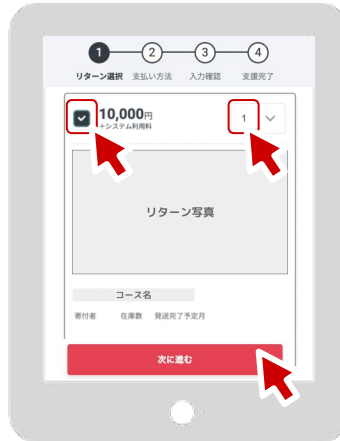 1 2 3 4
リターン選択 支払い方法 入力確認 支援完了
10,000円 1
+システム利用料
リターン写真
コース名
寄付者 在庫数 発送完了予定月
次に進む